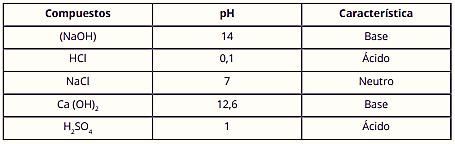 Compuestos pH Característica
(NaOH) 14 Base
HCl 0,1 Ácido
NaCl 7 Neutro
Ca (OH)₂ 12,6 Base
H₂SO₄ 1 Ácido